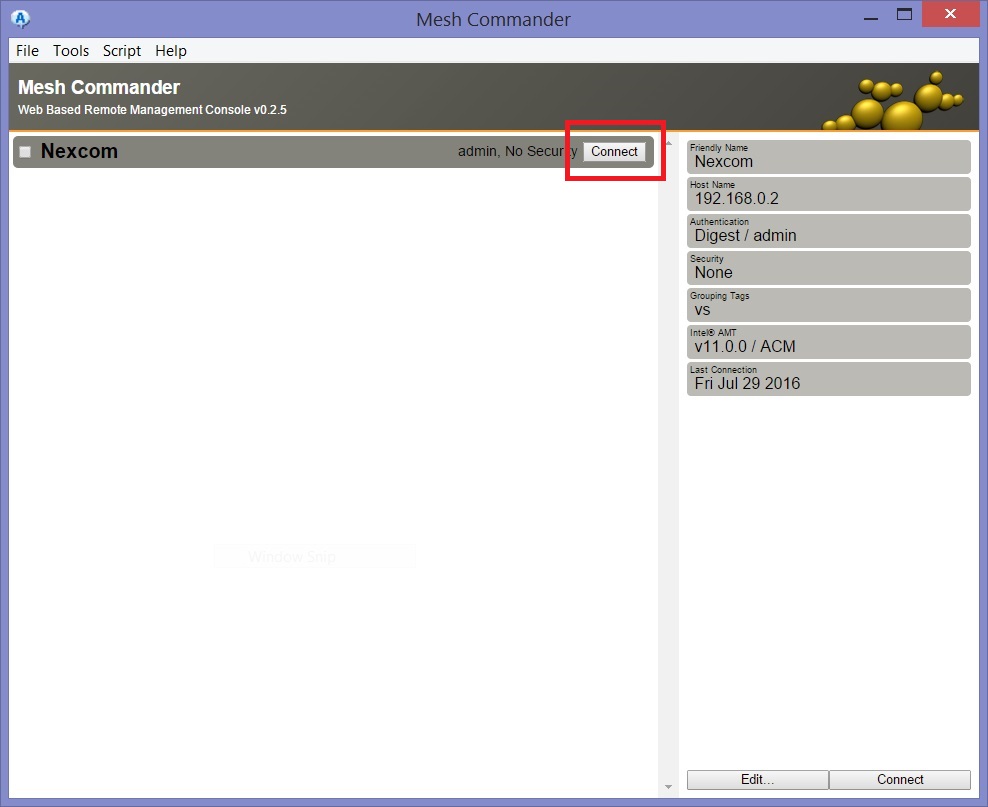 Mesh Commander
File Tools Script Help
Mesh Commander
Web Based Remote Management Console v0.2.5
Nexcom
admin, No Security
Connect
Friendly Name
Nexcom
Host Name
192.168.0.2
Authentication
Digest / admin
Security
None
Grouping Tags
vs
Intel® AMT
v11.0.0 / ACM
Last Connection
Fri Jul 29 2016
Window Snip
Edit...
Connect